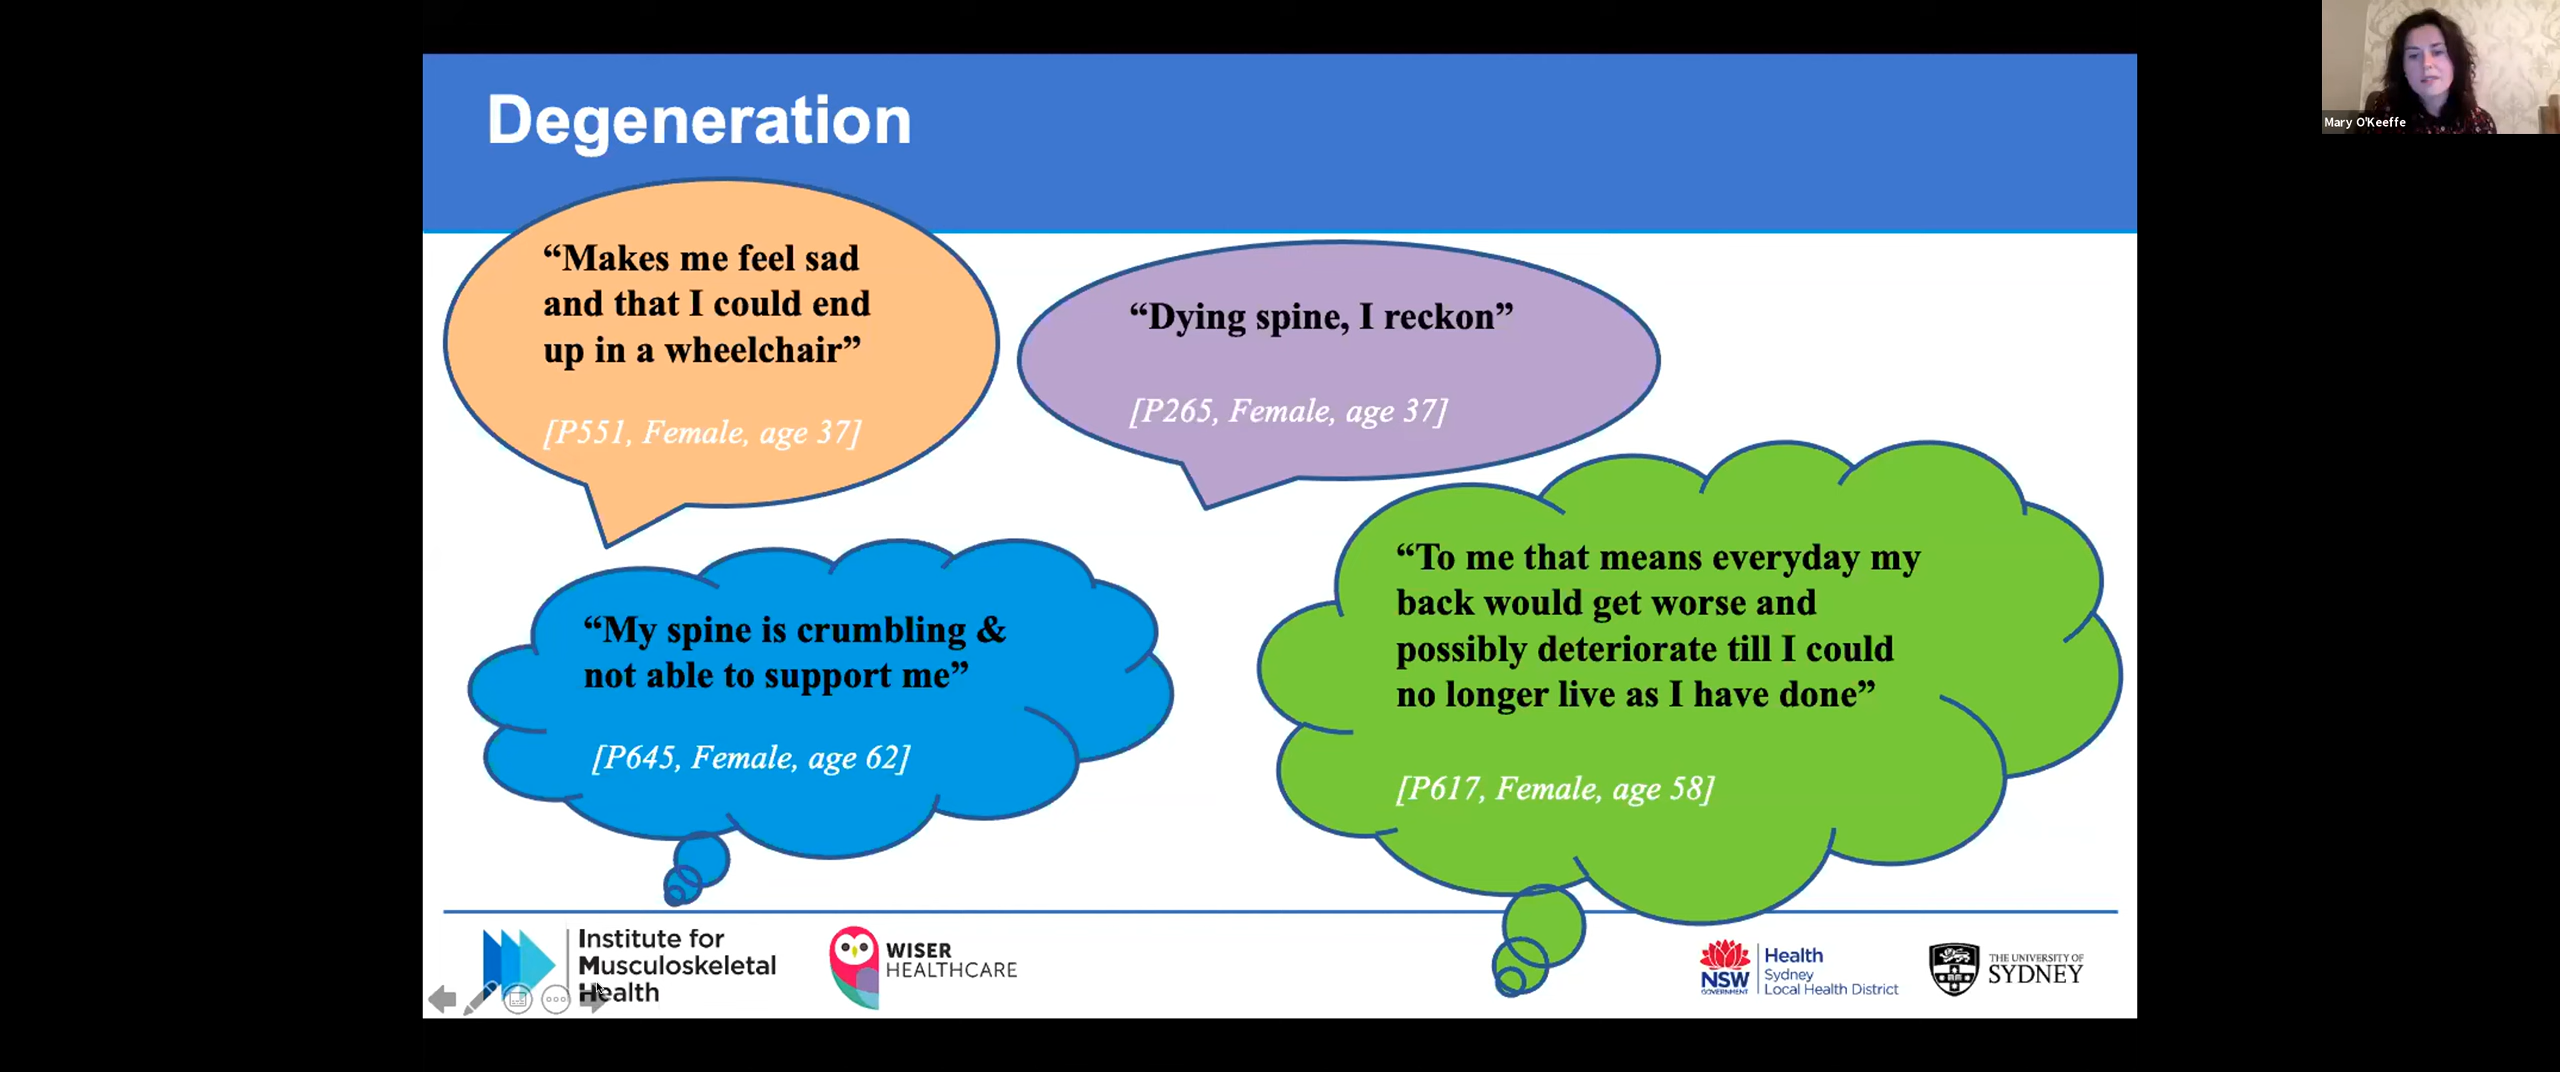 Degeneration
“Makes me feel sad
and that I could end
up in a wheelchair”
[P551, Female, age 37]
“Dying spine, I reckon”
[P265, Female, age 37]
“My spine is crumbling &
not able to support me”
[P645, Female, age 62]
“To me that means everyday my
back would get worse and
possibly deteriorate till I could
no longer live as I have done”
[P617, Female, age 58]
Institute for
Musculoskeletal
Health
WISER
HEALTHCARE
NSW
GOVERNMENT
Health
Sydney
Local Health District
THE UNIVERSITY OF
SYDNEY
Mary O'Keeffe